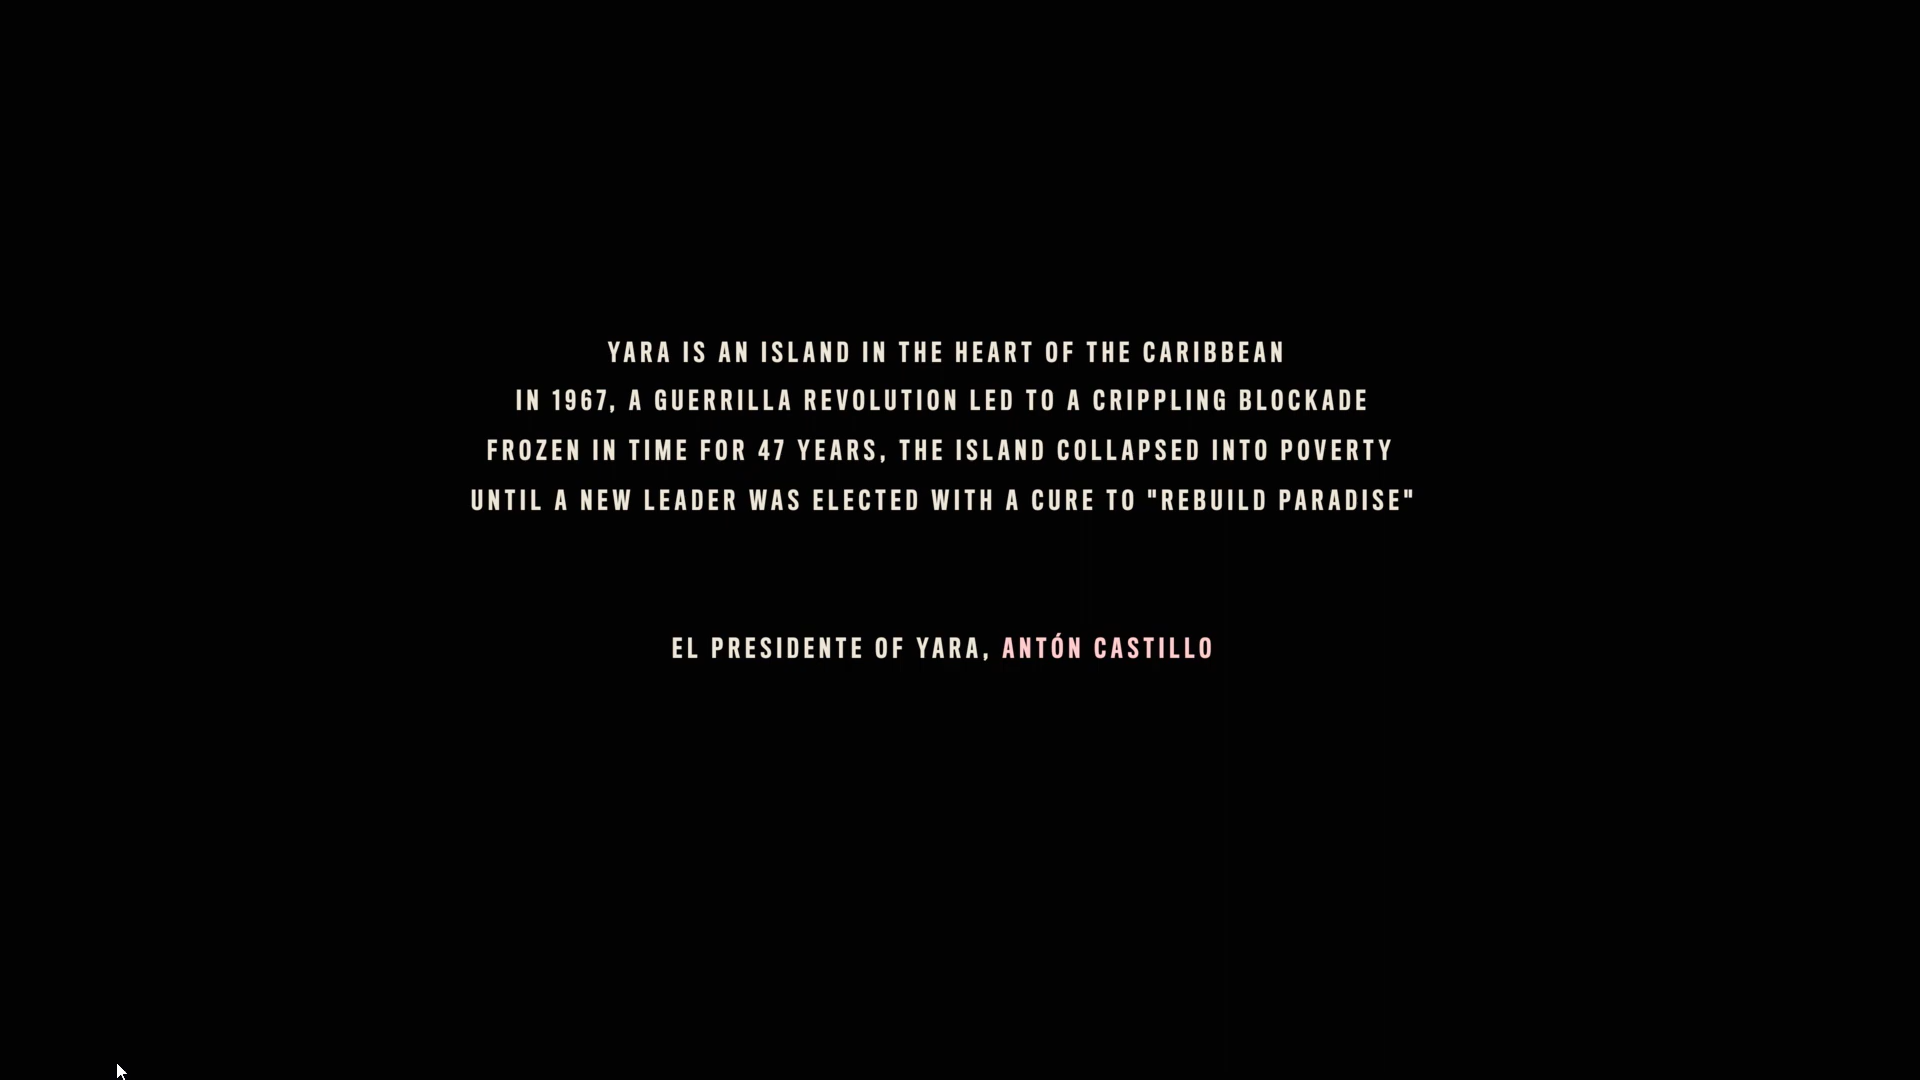 YARA IS AN ISLAND IN THE HEART OF THE CARIBBEAN
IN 1967, A GUERRILLA REVOLUTION LED TO A CRIPPLING BLOCKADE
FROZEN IN TIME FOR 47 YEARS, THE ISLAND COLLAPSED INTO POVERTY
UNTIL A NEW LEADER WAS ELECTED WITH A CURE TO "REBUILD PARADISE"
EL PRESIDENTE OF YARA, ANTÓN CASTILLO